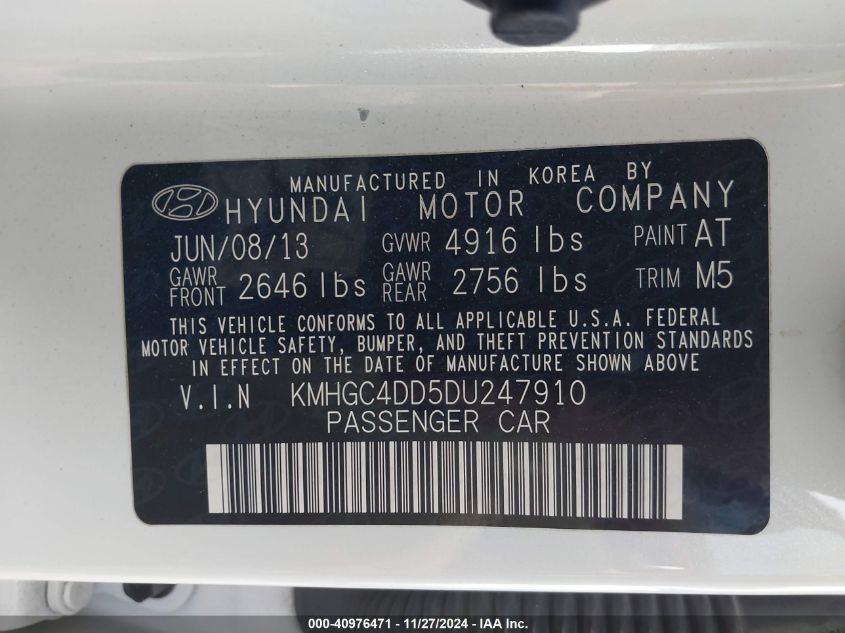 MANUFACTURED IN KOREA BY
HYUNDAI MOTOR COMPANY
JUN/08/13 GVWR 4916 lbs PAINT AT
GAWR FRONT 2646 lbs GAWR REAR 2756 lbs TRIM M5
THIS VEHICLE CONFORMS TO ALL APPLICABLE U.S.A. FEDERAL
MOTOR VEHICLE SAFETY, BUMPER, AND THEFT PREVENTION STANDARDS
IN EFFECT ON THE DATE OF MANUFACTURE SHOWN ABOVE
V.I.N KMHGC4DD5DU247910
PASSENGER CAR
000-40976471 - 11/27/2024 - IAA Inc.